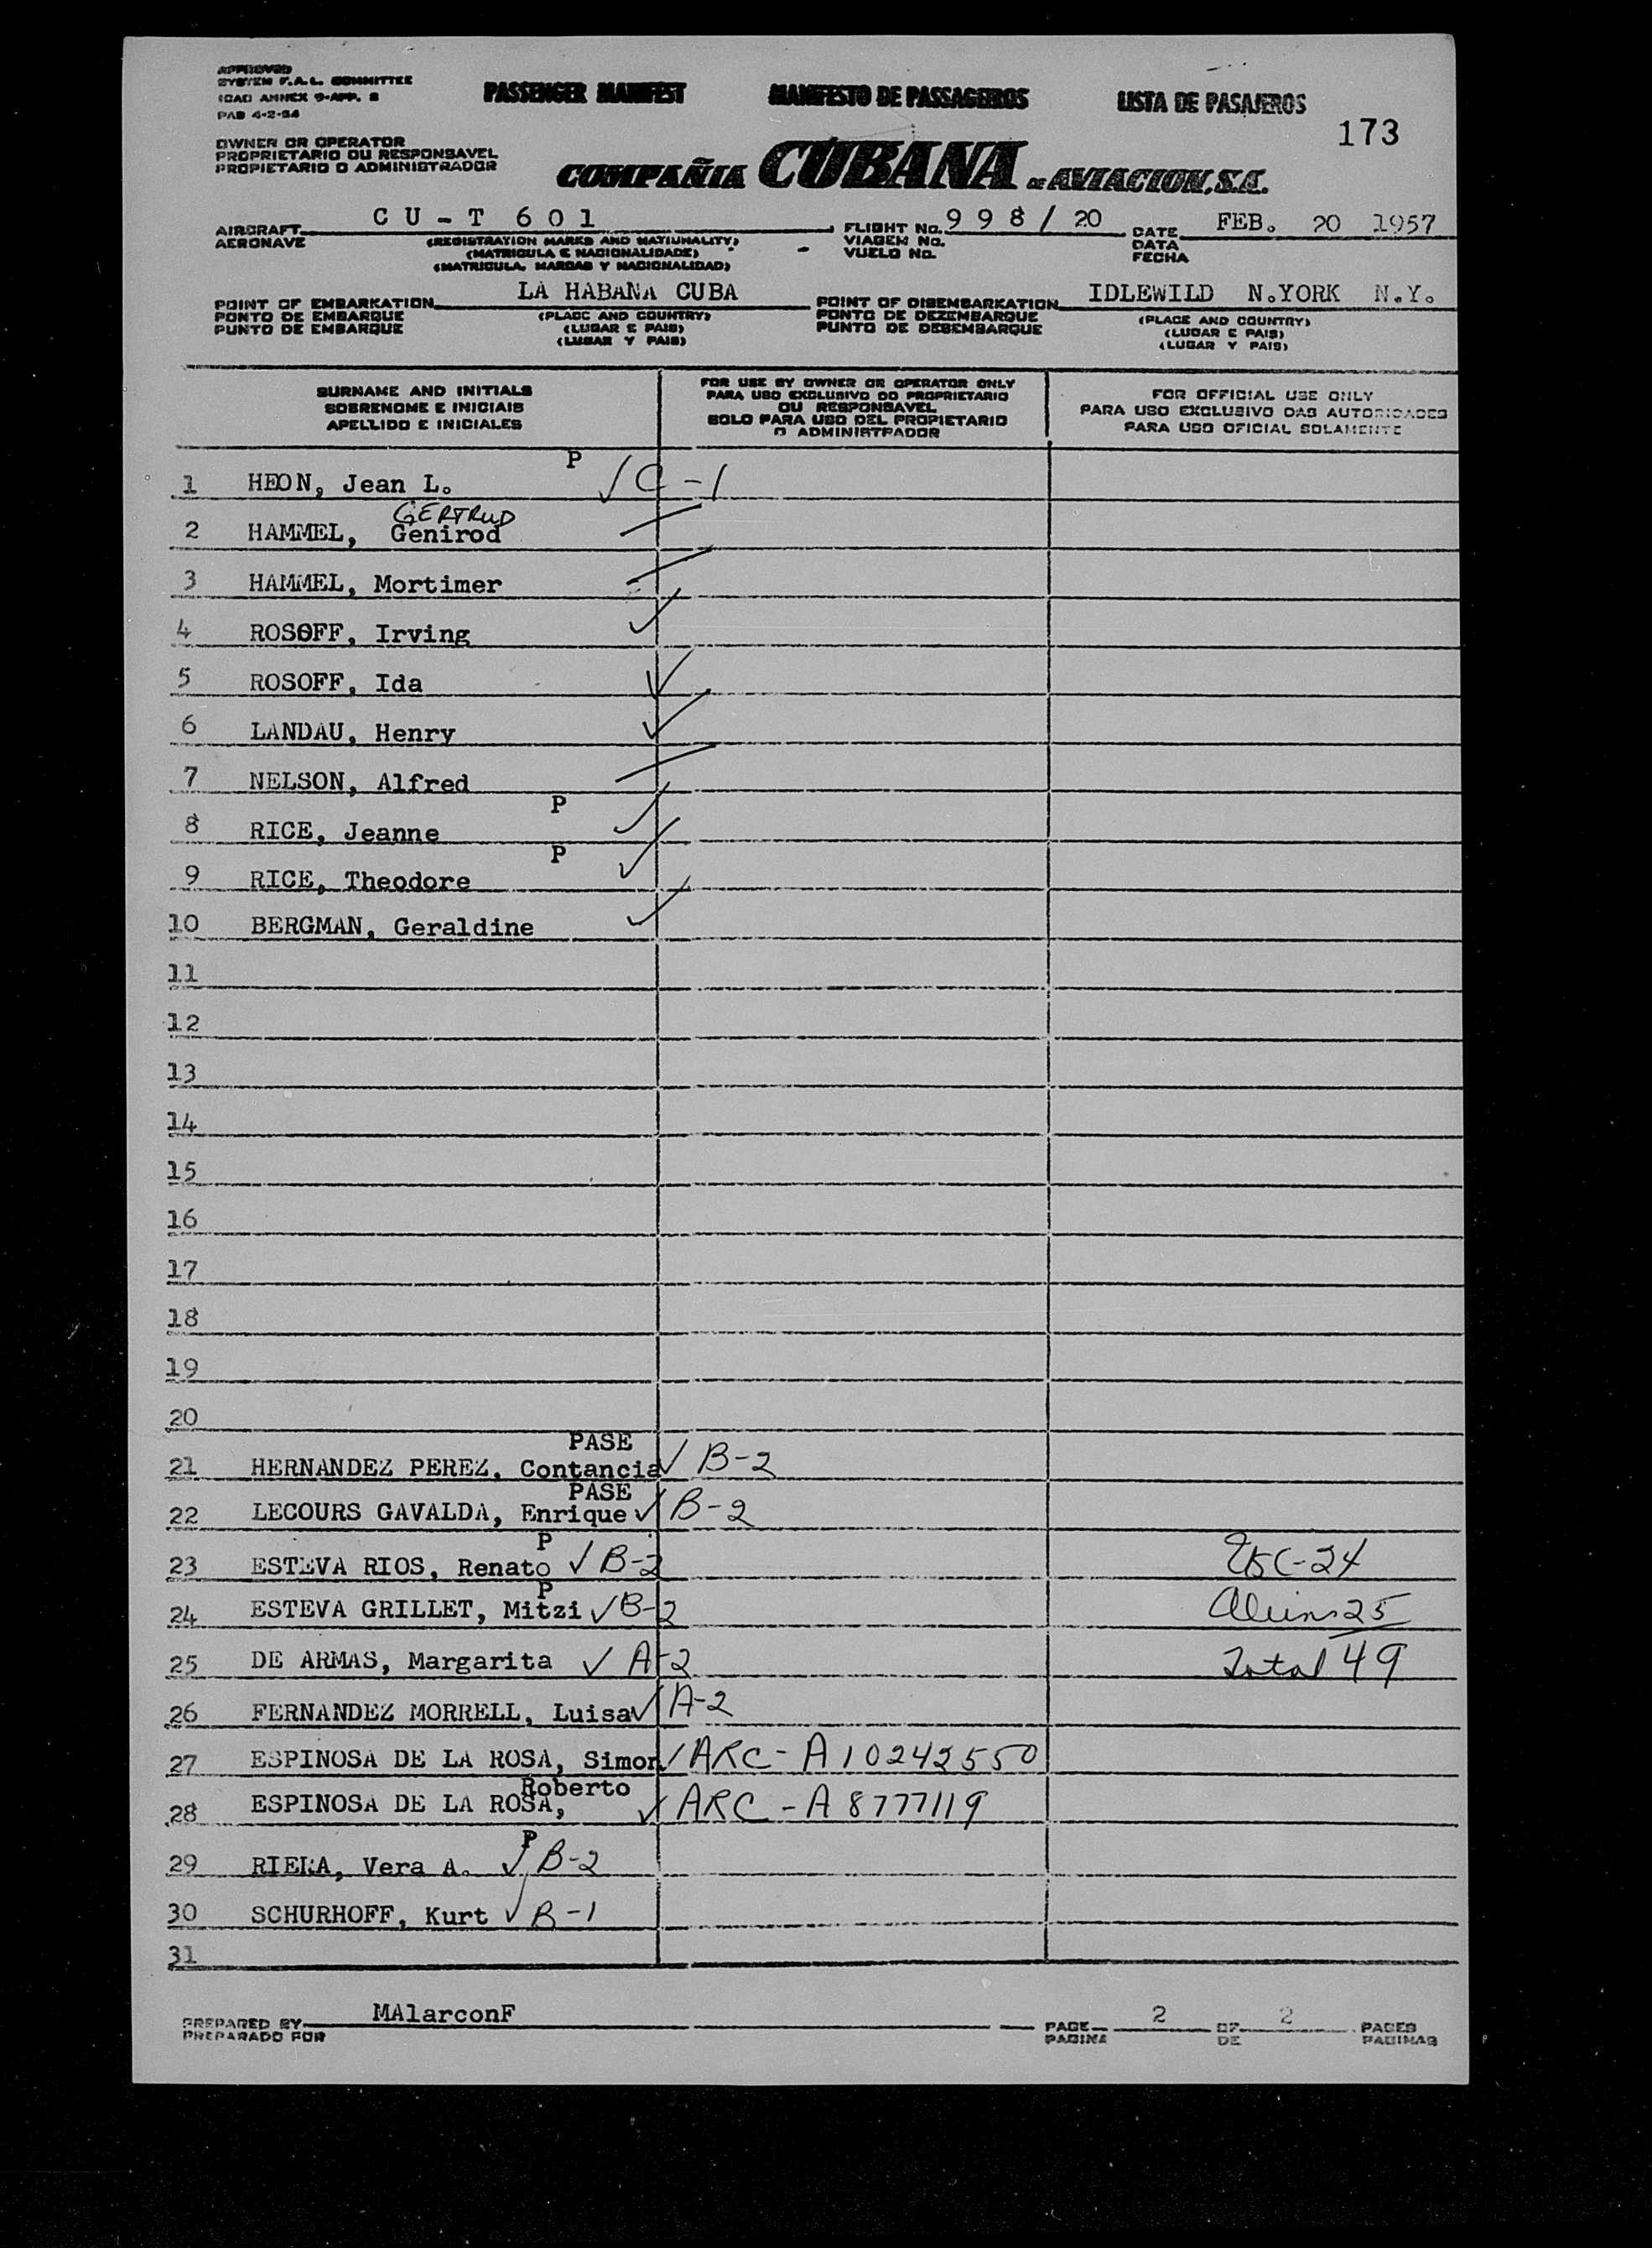 APPROVED
SYSTEM F.A.L. COMMITTEE
ICAO ANNEX 9-APP. 8
PAB 4-2-54
PASSENGER MANIFEST MANIFESTO DE PASSAGEIROS LISTA DE PASAJEROS
173
OWNER OR OPERATOR
PROPRIETARIO OU RESPONSAVEL
PROPIETARIO O ADMINISTRADOR
COMPAÑIA CUBANA DE AVIACION, S.A.
AIRCRAFT CU-T 601 FLIGHT No. 998/20 DATE FEB. 20 1957
AERONAVE (REGISTRATION MARKS AND NATIONALITY) VIAGEM No. DATA
(MATRICULA E NACIONALIDADE) VUELO No. FECHA
(MATRICULA, MARCAS Y NACIONALIDAD)
POINT OF EMBARKATION LA HABANA CUBA POINT OF DISEMBARKATION IDLEWILD N.YORK N.Y.
PONTO DE EMBARQUE (PLACE AND COUNTRY) PONTO DE DEZEMBARQUE (PLACE AND COUNTRY)
PUNTO DE EMBARQUE (LUGAR E PAIS) PUNTO DE DESEMBARQUE (LUGAR E PAIS)
(LUGAR Y PAIS) (LUGAR Y PAIS)
SURNAME AND INITIALS
SOBRENOME E INICIAIS
APELLIDO E INICIALES
FOR USE BY OWNER OR OPERATOR ONLY
PARA USO EXCLUSIVO DO PROPRIETARIO
OU RESPONSAVEL
SOLO PARA USO DEL PROPIETARIO
O ADMINISTRADOR
FOR OFFICIAL USE ONLY
PARA USO EXCLUSIVO DAS AUTORIDADES
PARA USO OFICIAL SOLAMENTE
P
1 HEON, Jean L. ✓ C-1
GERTRUD
2 HAMMEL, Genirod
3 HAMMEL, Mortimer
4 ROSOFF, Irving ✓
5 ROSOFF, Ida ✓
6 LANDAU, Henry ✓
7 NELSON, Alfred
P
8 RICE, Jeanne ✓
P
9 RICE, Theodore ✓
10 BERGMAN, Geraldine ✓
11
12
13
14
15
16
17
18
19
20
PASE
21 HERNANDEZ PEREZ, Contancia ✓ B-2
PASE
22 LECOURS GAVALDA, Enrique ✓ B-2
P
23 ESTEVA RIOS, Renato ✓ B-2 USC-24
P
24 ESTEVA GRILLET, Mitzi ✓ B-2 Aliens 25
25 DE ARMAS, Margarita ✓ A-2 Total 49
26 FERNANDEZ MORRELL, Luisa ✓ A-2
27 ESPINOSA DE LA ROSA, Simon ✓ ARC-A10242550
Roberto
28 ESPINOSA DE LA ROSA, ✓ ARC-A8777119
P
29 RIERA, Vera A. ✓ B-2
30 SCHURHOFF, Kurt ✓ B-1
31
PREPARED BY MAlarconF PAGE 2 OF 2 PAGES
PREPARADO POR PAGINA DE PAGINAS